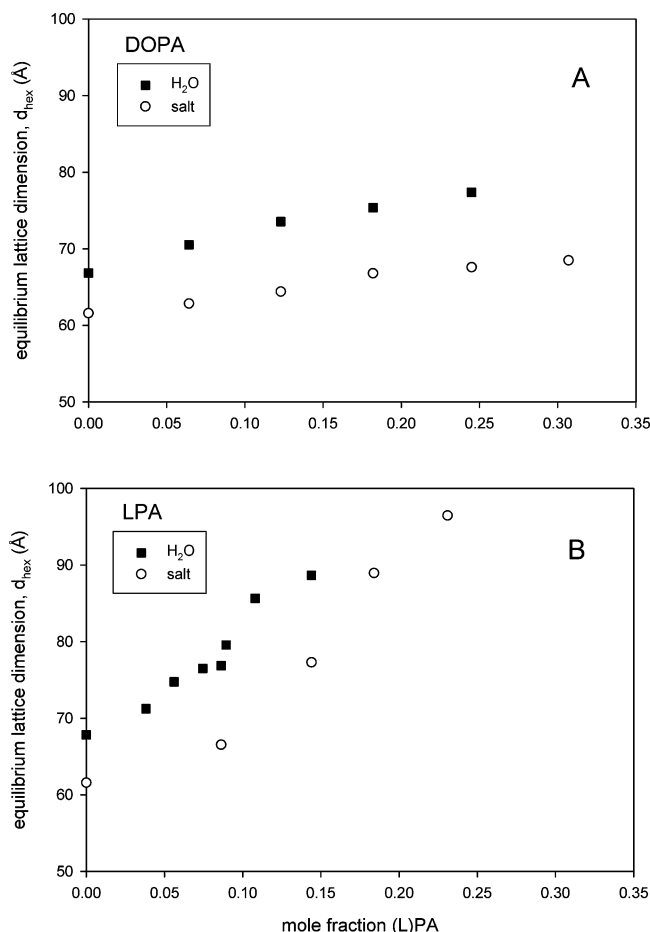 100
DOPA
A
H₂O
salt
90
80
70
60
50
equilibrium lattice dimension, dhex (Å)
0.00 0.05 0.10 0.15 0.20 0.25 0.30 0.35
100
LPA
B
H₂O
salt
90
80
70
60
50
equilibrium lattice dimension, dhex (Å)
0.00 0.05 0.10 0.15 0.20 0.25 0.30 0.35
mole fraction (L)PA